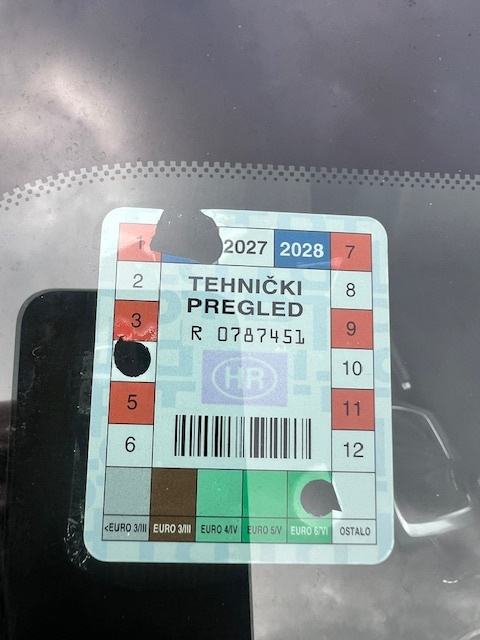 1 2027 2028 7
2 TEHNIČKI 8
PREGLED
3 R 0787451 9
HR 10
5 11
6 12
<EURO 3/III EURO 3/III EURO 4/IV EURO 5/V EURO 6/VI OSTALO